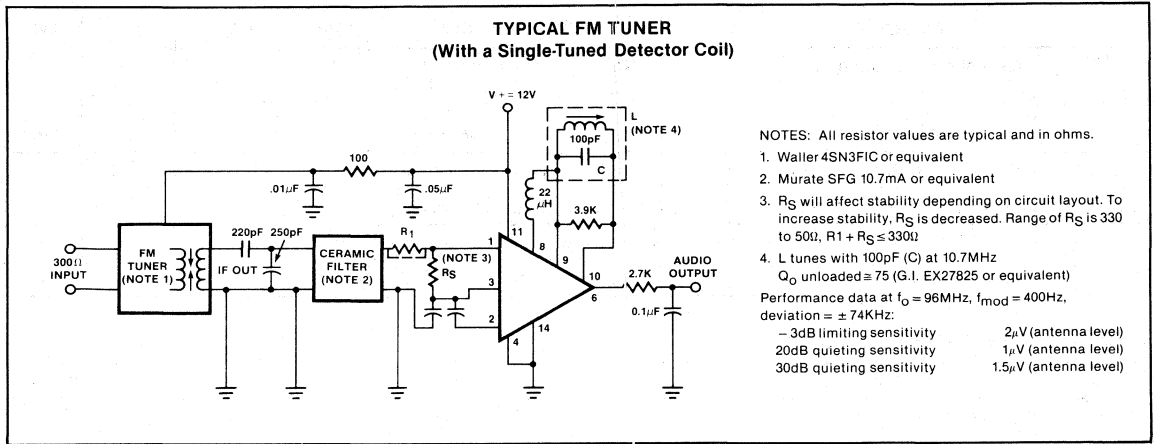 TYPICAL FM TUNER
(With a Single-Tuned Detector Coil)
V + = 12V
L
(NOTE 4)
100pF
C
100
.01µF
.05µF
22
µH
3.9K
11
8
9
10
220pF
250pF
R1
1
(NOTE 3)
300Ω
INPUT
FM
TUNER
(NOTE 1)
IF OUT
CERAMIC
FILTER
(NOTE 2)
RS
3
2
4
14
6
2.7K
AUDIO
OUTPUT
0.1µF
NOTES: All resistor values are typical and in ohms.
1. Waller 4SN3FIC or equivalent
2. Murate SFG 10.7mA or equivalent
3. RS will affect stability depending on circuit layout. To
increase stability, RS is decreased. Range of RS is 330
to 50Ω, R1 + RS ≤ 330Ω
4. L tunes with 100pF (C) at 10.7MHz
Qo unloaded ≅ 75 (G.I. EX27825 or equivalent)
Performance data at fo = 96MHz, fmod = 400Hz,
deviation = ± 74KHz:
– 3dB limiting sensitivity 2µV (antenna level)
20dB quieting sensitivity 1µV (antenna level)
30dB quieting sensitivity 1.5µV (antenna level)